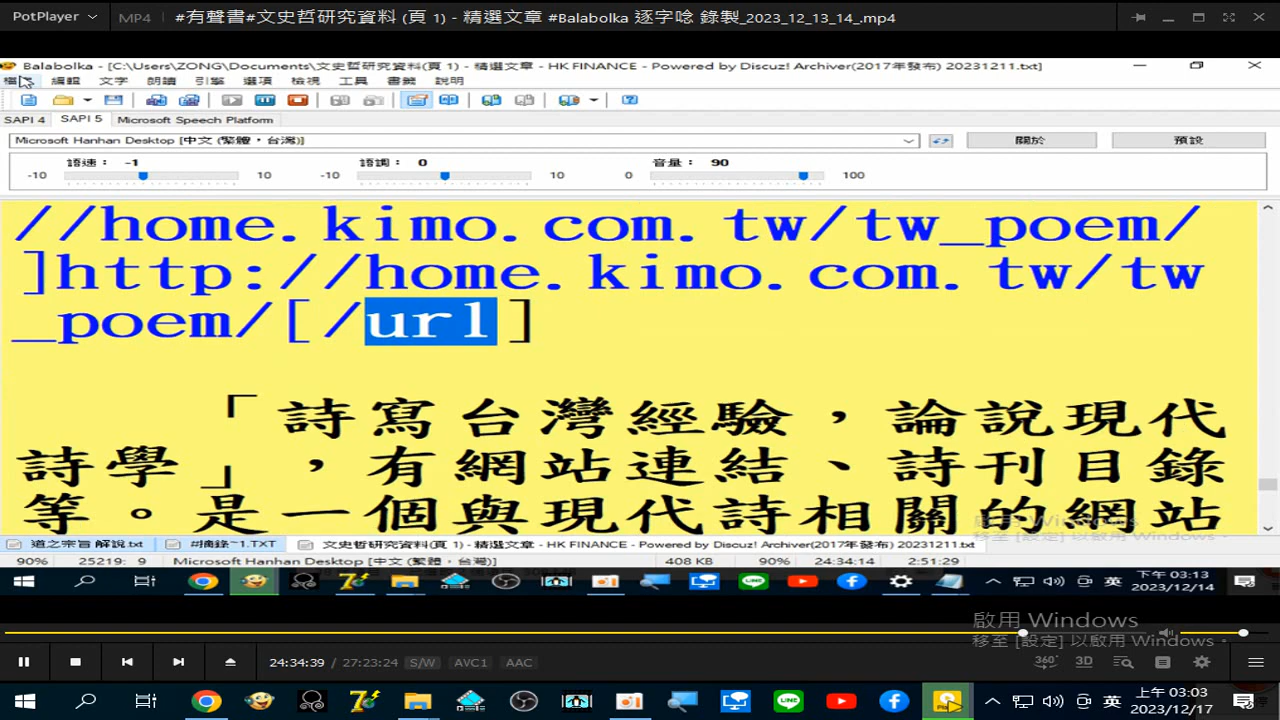 PotPlayer
MP4
#有聲書#文史哲研究資料 (頁 1) - 精選文章 #Balabolka 逐字唸 錄製_2023_12_13_14_.mp4
Balabolka - [C:\Users\ZONG\Documents\文史哲研究資料(頁 1) - 精選文章 - HK FINANCE - Powered by Discuz! Archiver(2017年發布) 20231211.txt]
檔案 編輯 文字 朗讀 引擎 選項 檢視 工具 書籤 說明
SAPI 4 SAPI 5 Microsoft Speech Platform
Microsoft Hanhan Desktop [中文 (繁體，台灣)]
關於
預設
語速： -1
語調： 0
音量： 90
-10 10 -10 10 0 100
//home.kimo.com.tw/tw_poem/
]http://home.kimo.com.tw/tw
_poem/[/url]
「詩寫台灣經驗，論說現代
詩學」，有網站連結、詩刊目錄
等。是一個與現代詩相關的網站
道之宗旨 解說.txt
#摘錄~1.TXT
文史哲研究資料(頁 1) - 精選文章 - HK FINANCE - Powered by Discuz! Archiver(2017年發布) 20231211.txt
90% 25219: 9 Microsoft Hanhan Desktop [中文 (繁體，台灣)] 408 KB 90% 24:34:14 2:51:29
英
下午 03:13
2023/12/14
啟用 Windows
移至 [設定] 以啟用 Windows。
啟用 Windows
移至 [設定] 以啟用 Windows。
24:34:39 / 27:23:24 S/W AVC1 AAC
360°
3D
英
上午 03:03
2023/12/17